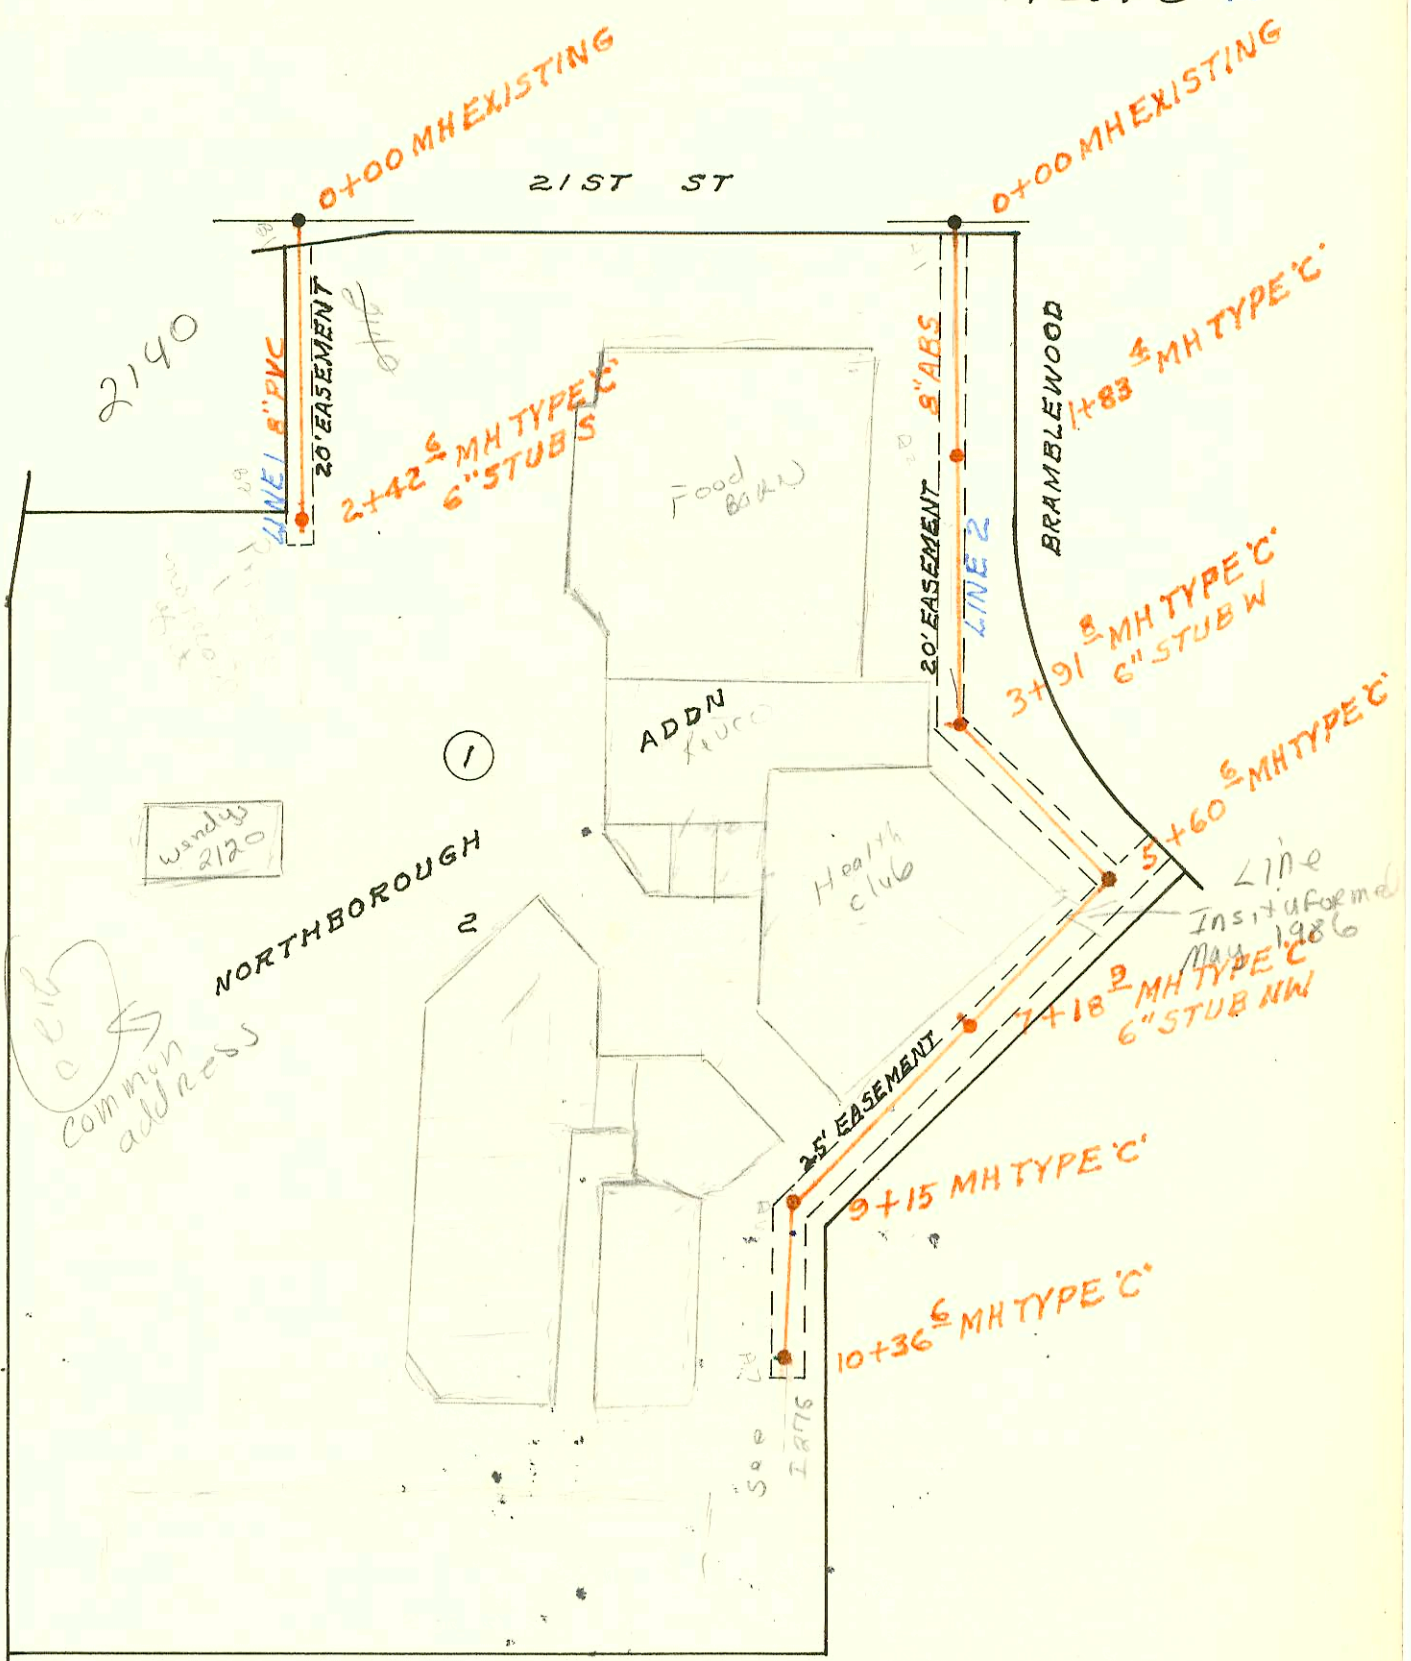 0+00 MH EXISTING
0+00 MH EXISTING
21ST ST
2140
LINE 1 8" PVC
20' EASEMENT
2+42 6 MH TYPE 'C'
6" STUB S
8" ABS
20' EASEMENT
LINE 2
BRAMBLEWOOD
1+83 4 MH TYPE 'C'
Food
BARN
3+91 8 MH TYPE 'C'
6" STUB W
ADDN
1
5+60 6 MH TYPE 'C'
Wendys
2120
NORTHBOROUGH
2
Health
club
Line
Insituformed
May 1986
7+18 9 MH TYPE 'C'
6" STUB NW
common
address
25' EASEMENT
9+15 MH TYPE 'C'
10+36 6 MH TYPE 'C'
See
I276